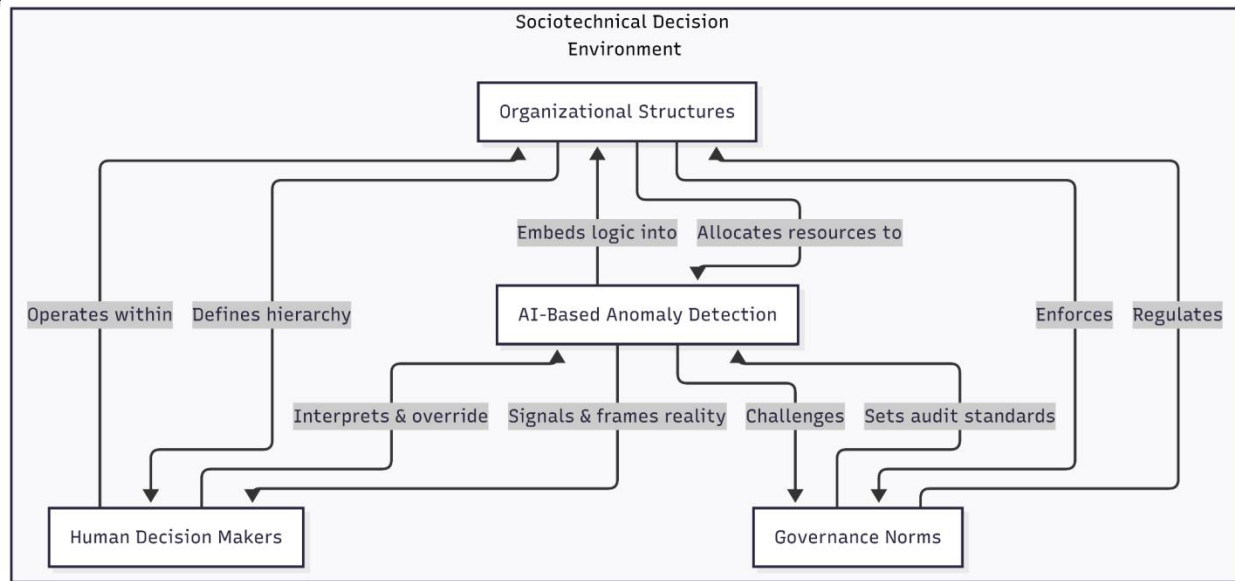 Sociotechnical Decision
Environment
Organizational Structures
Embeds logic into
Allocates resources to
Operates within
Defines hierarchy
AI-Based Anomaly Detection
Enforces
Regulates
Interprets & override
Signals & frames reality
Challenges
Sets audit standards
Human Decision Makers
Governance Norms